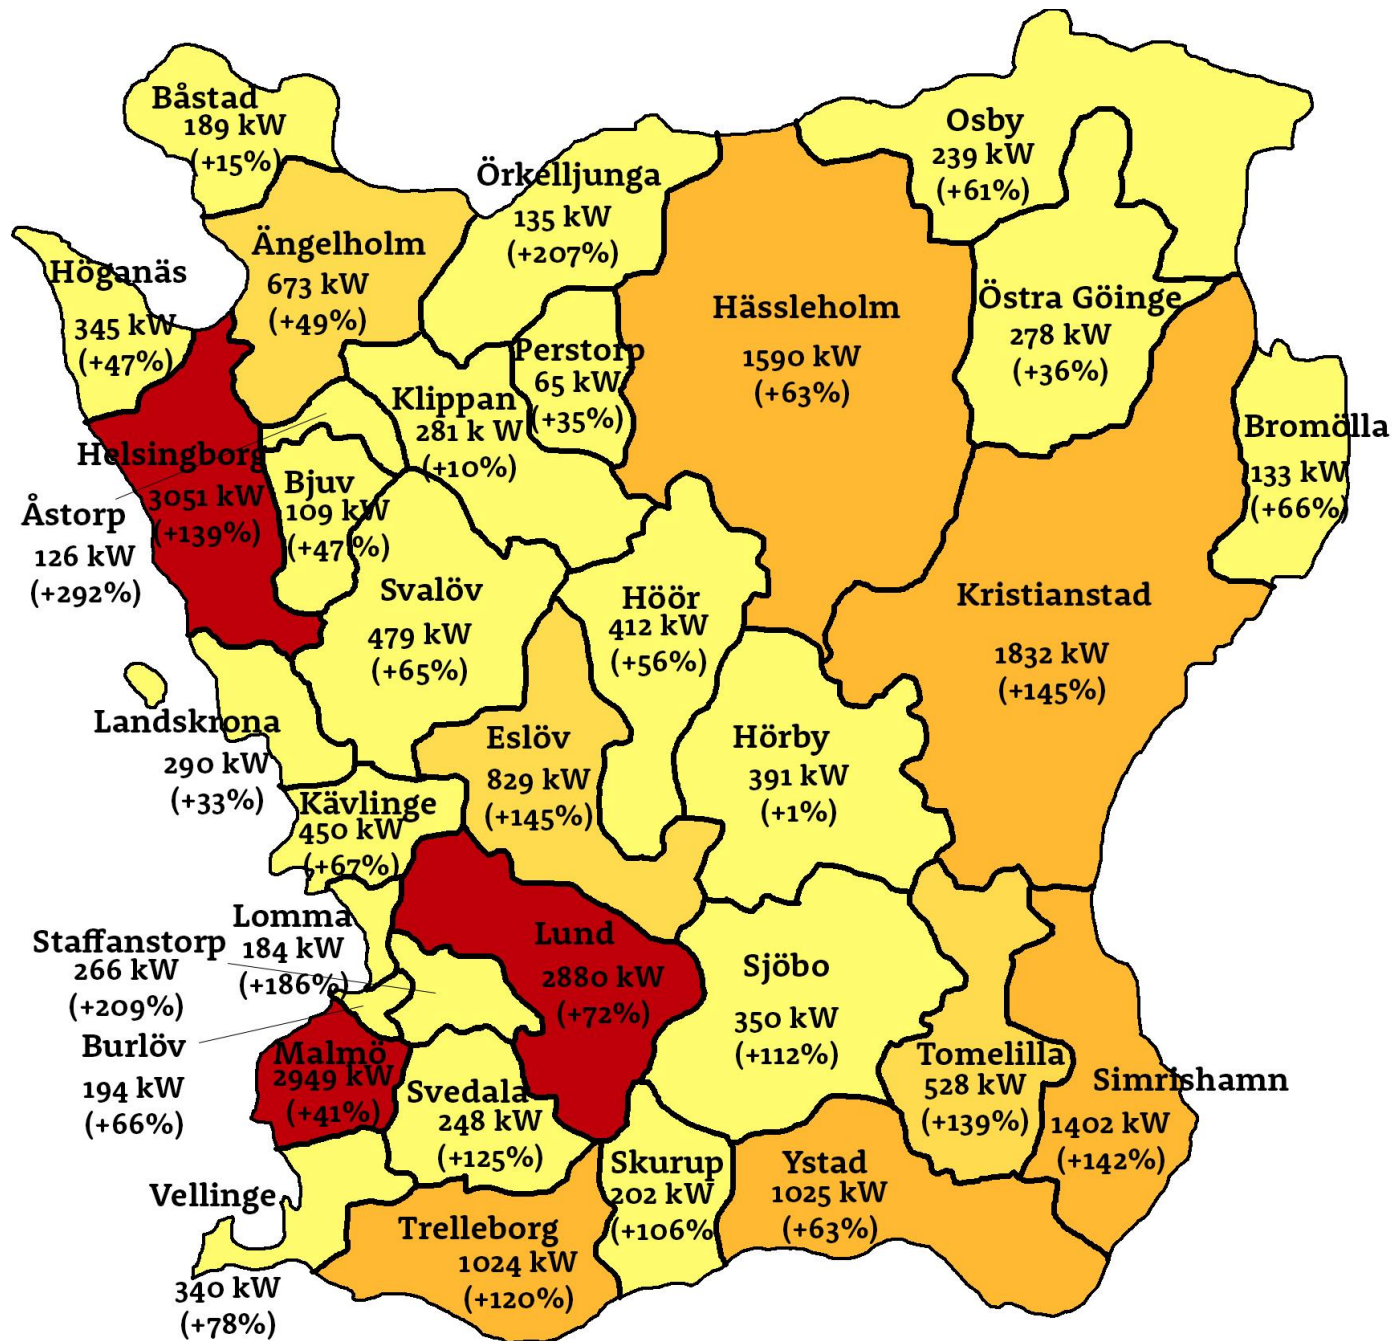 Båstad
189 kW
(+15%)
Osby
239 kW
(+61%)
Örkelljunga
135 kW
(+207%)
Ängelholm
673 kW
(+49%)
Höganäs
345 kW
(+47%)
Hässleholm
1590 kW
(+63%)
Östra Göinge
278 kW
(+36%)
Perstorp
65 kW
(+35%)
Klippan
281 k W
(+10%)
Bromölla
133 kW
(+66%)
Helsingborg
3051 kW
(+139%)
Bjuv
109 kW
(+47%)
Åstorp
126 kW
(+292%)
Svalöv
479 kW
(+65%)
Höör
412 kW
(+56%)
Kristianstad
1832 kW
(+145%)
Landskrona
290 kW
(+33%)
Eslöv
829 kW
(+145%)
Hörby
391 kW
(+1%)
Kävlinge
450 kW
(+67%)
Lomma
184 kW
(+186%)
Staffanstorp
266 kW
(+209%)
Lund
2880 kW
(+72%)
Sjöbo
350 kW
(+112%)
Burlöv
194 kW
(+66%)
Malmö
2949 kW
(+41%)
Svedala
248 kW
(+125%)
Tomelilla
528 kW
(+139%)
Simrishamn
1402 kW
(+142%)
Skurup
202 kW
(+106%
Ystad
1025 kW
(+63%)
Vellinge
340 kW
(+78%)
Trelleborg
1024 kW
(+120%)